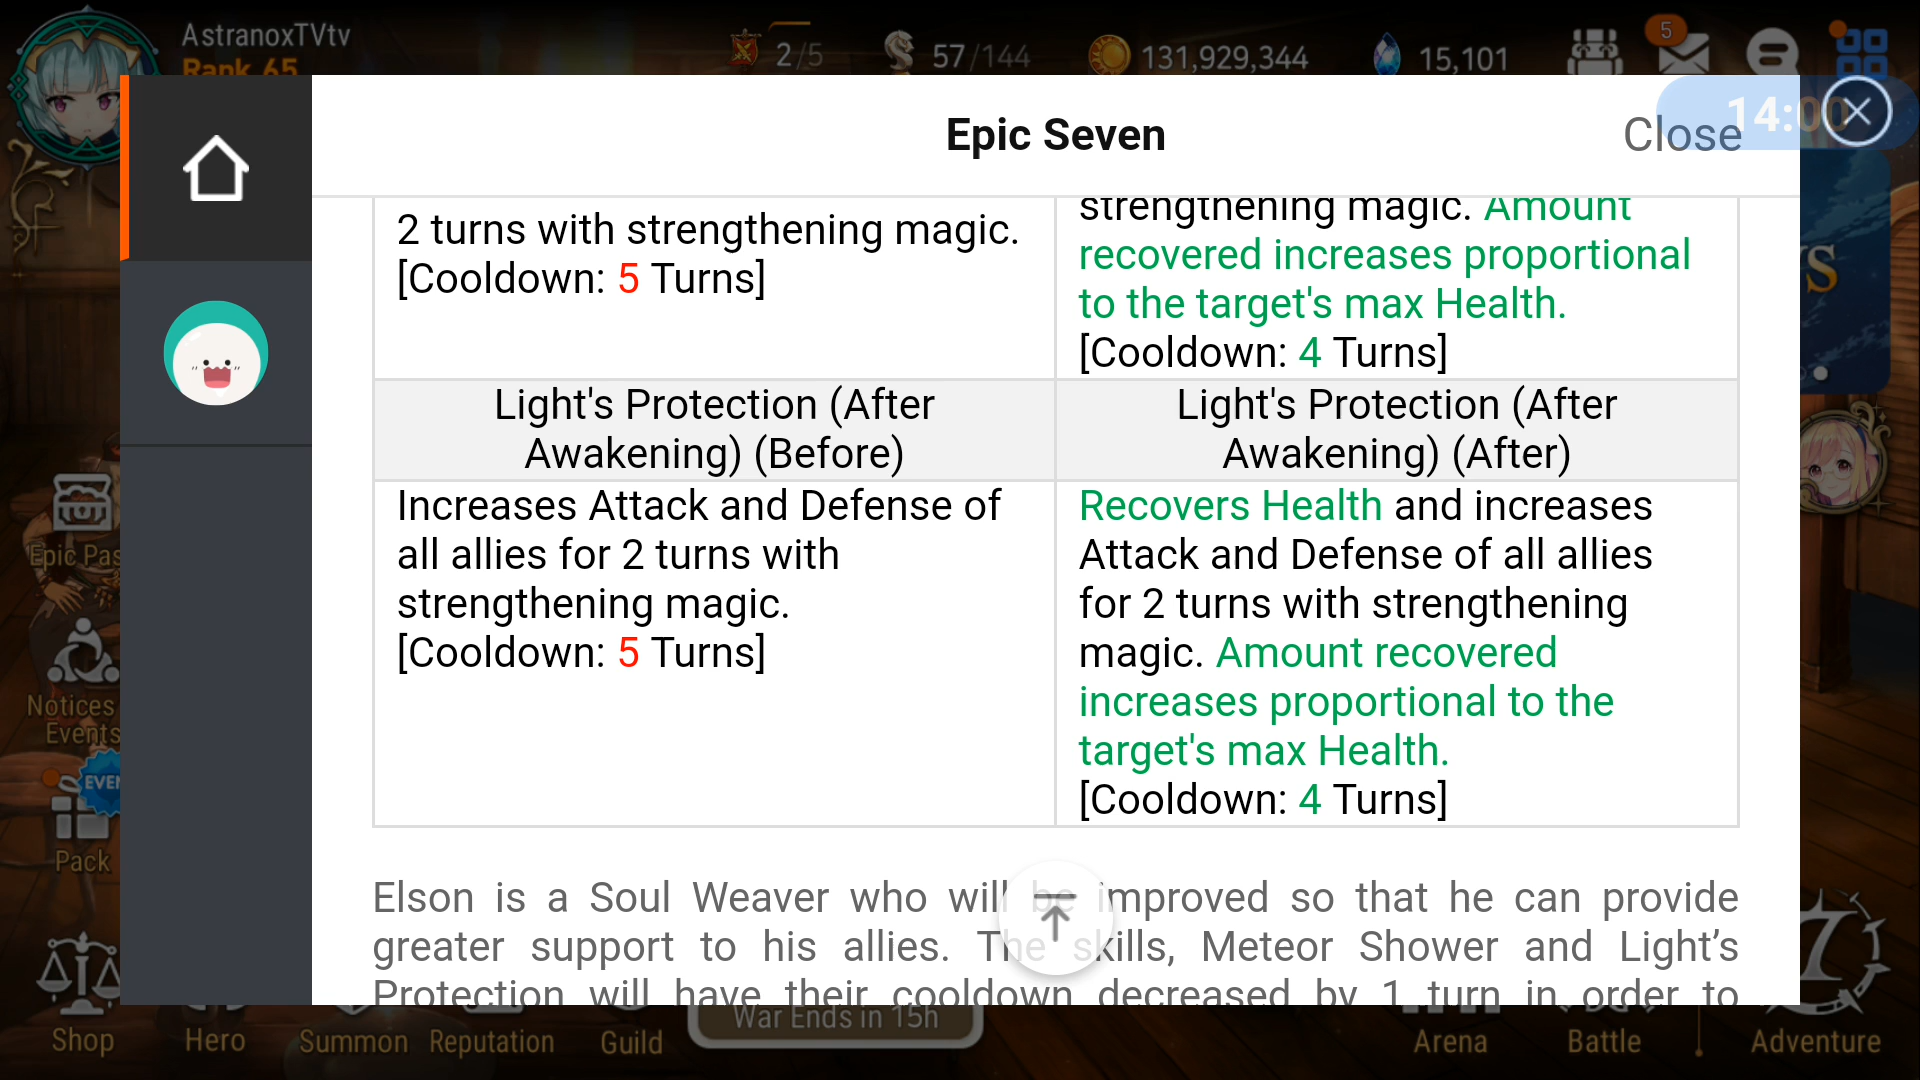 AstranoxTVtv
Rank 65
2/5
57/144
131,929,344
15,101
5
Epic Seven
Close
14:00
2 turns with strengthening magic.
[Cooldown: 5 Turns]
strengthening magic. Amount
recovered increases proportional
to the target's max Health.
[Cooldown: 4 Turns]
Light's Protection (After
Awakening) (Before)
Light's Protection (After
Awakening) (After)
Increases Attack and Defense of
all allies for 2 turns with
strengthening magic.
[Cooldown: 5 Turns]
Recovers Health and increases
Attack and Defense of all allies
for 2 turns with strengthening
magic. Amount recovered
increases proportional to the
target's max Health.
[Cooldown: 4 Turns]
Elson is a Soul Weaver who will be improved so that he can provide
greater support to his allies. The skills, Meteor Shower and Light’s
Protection will have their cooldown decreased by 1 turn in order to
Epic Pas
Notices
Events
EVEN
Pack
Shop
Hero
Summon
Reputation
Guild
War Ends in 15h
Arena
Battle
Adventure